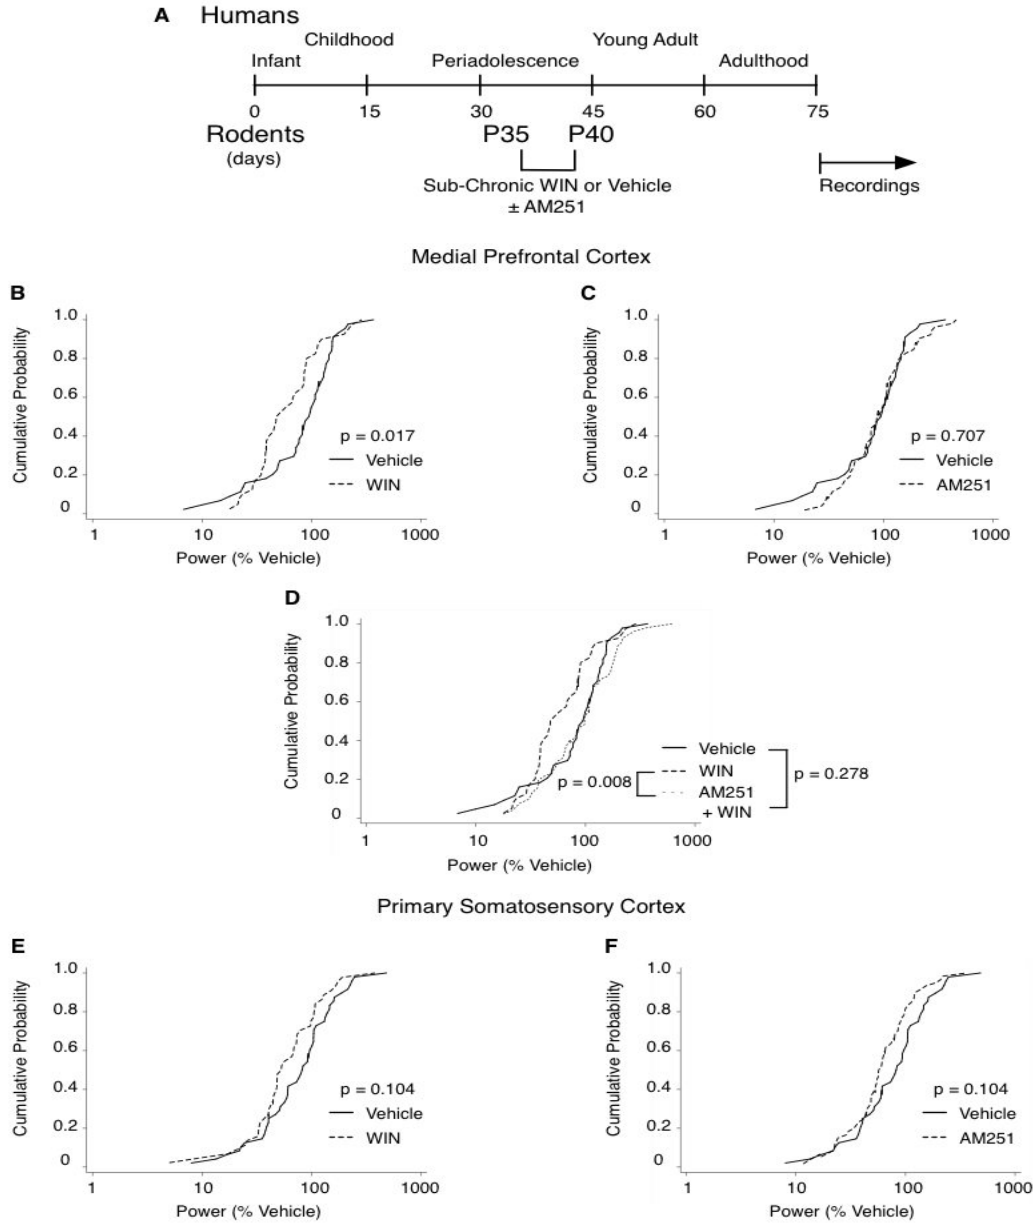 A Humans
Childhood Young Adult
Infant Periadolescence Adulthood
0 15 30 45 60 75
Rodents P35 P40
(days)
Sub-Chronic WIN or Vehicle
± AM251
Recordings
Medial Prefrontal Cortex
B
Cumulative Probability
1.0
0.8
0.6
0.4
0.2
0
p = 0.017
Vehicle
WIN
1 10 100 1000
Power (% Vehicle)
C
Cumulative Probability
1.0
0.8
0.6
0.4
0.2
0
p = 0.707
Vehicle
AM251
1 10 100 1000
Power (% Vehicle)
D
Cumulative Probability
1.0
0.8
0.6
0.4
0.2
0
Vehicle
WIN
AM251
+ WIN
p = 0.008
p = 0.278
1 10 100 1000
Power (% Vehicle)
Primary Somatosensory Cortex
E
Cumulative Probability
1.0
0.8
0.6
0.4
0.2
0
p = 0.104
Vehicle
WIN
1 10 100 1000
Power (% Vehicle)
F
Cumulative Probability
1.0
0.8
0.6
0.4
0.2
0
p = 0.104
Vehicle
AM251
1 10 100 1000
Power (% Vehicle)